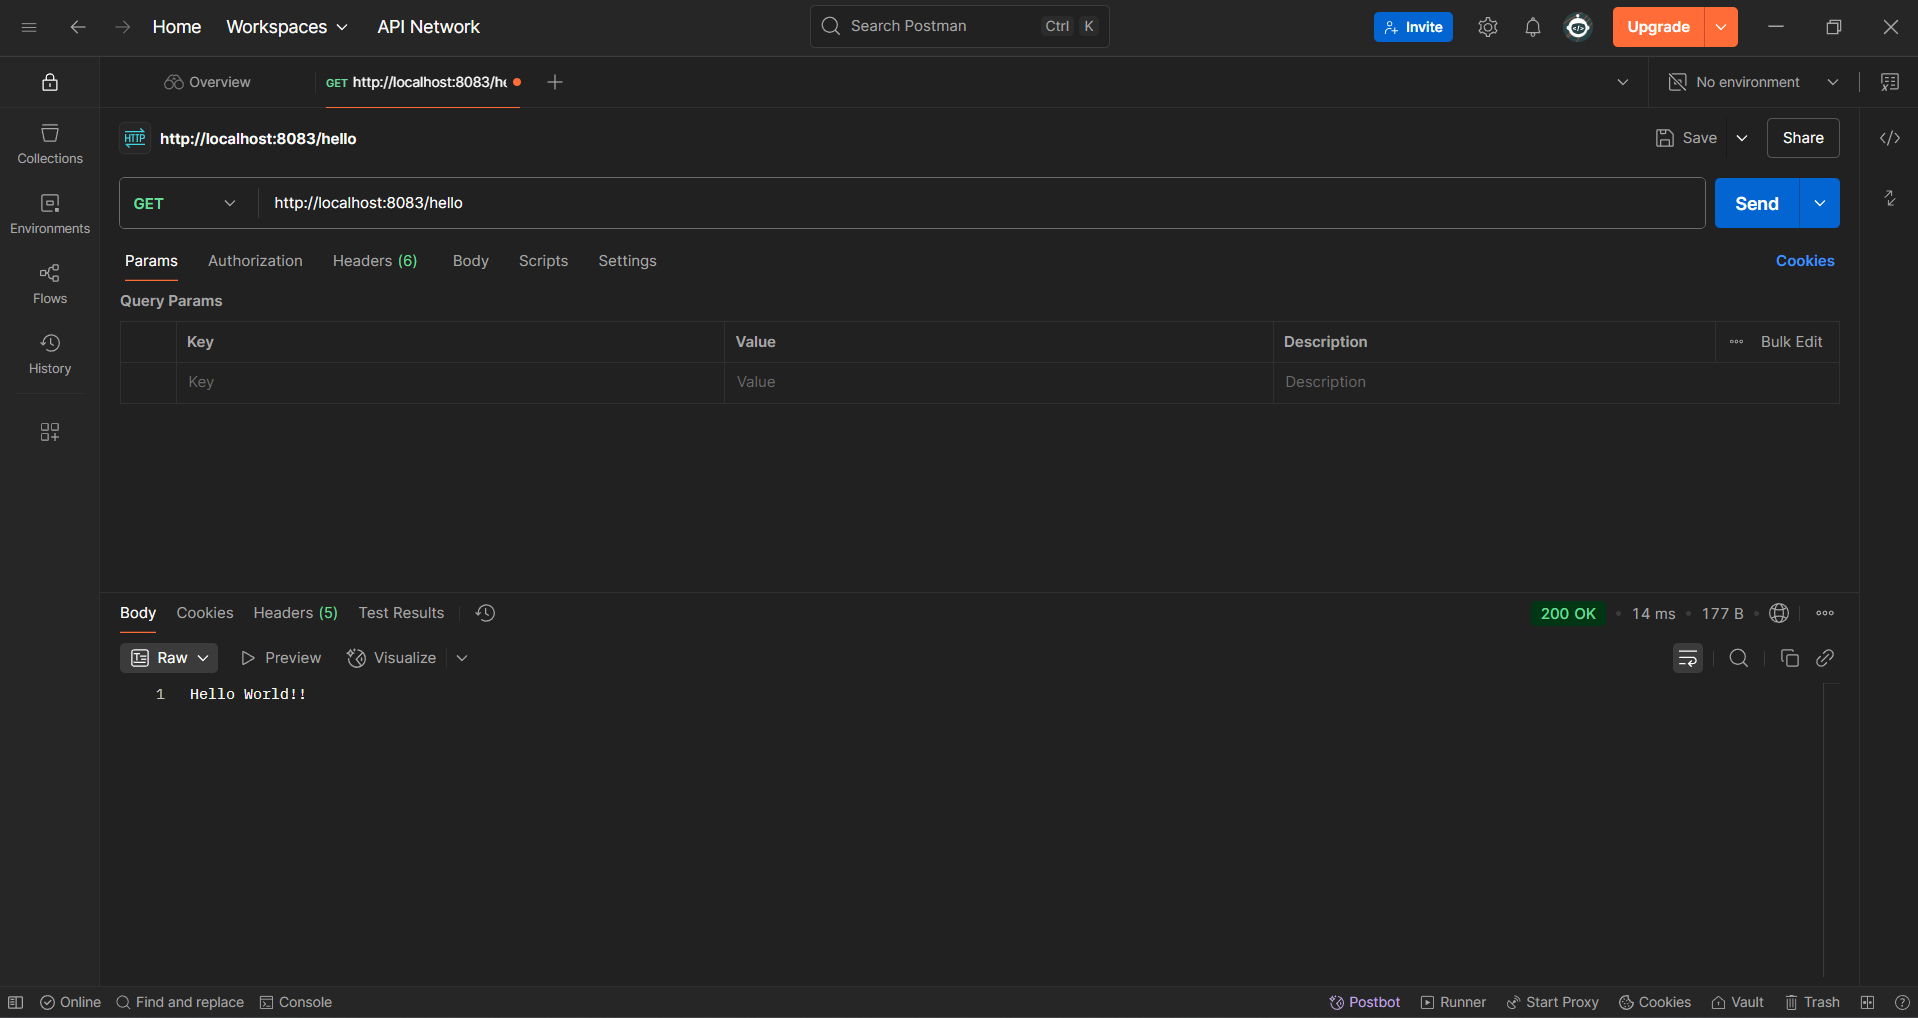 Home Workspaces API Network Search Postman Ctrl K Invite Upgrade
Overview GET http://localhost:8083/he No environment
HTTP http://localhost:8083/hello Save Share
Collections
Environments
Flows
History
GET http://localhost:8083/hello Send
Params Authorization Headers (6) Body Scripts Settings Cookies
Query Params
Key Value Description Bulk Edit
Key Value Description
Body Cookies Headers (5) Test Results 200 OK 14 ms 177 B
Raw Preview Visualize
1 Hello World!!
Online Find and replace Console Postbot Runner Start Proxy Cookies Vault Trash